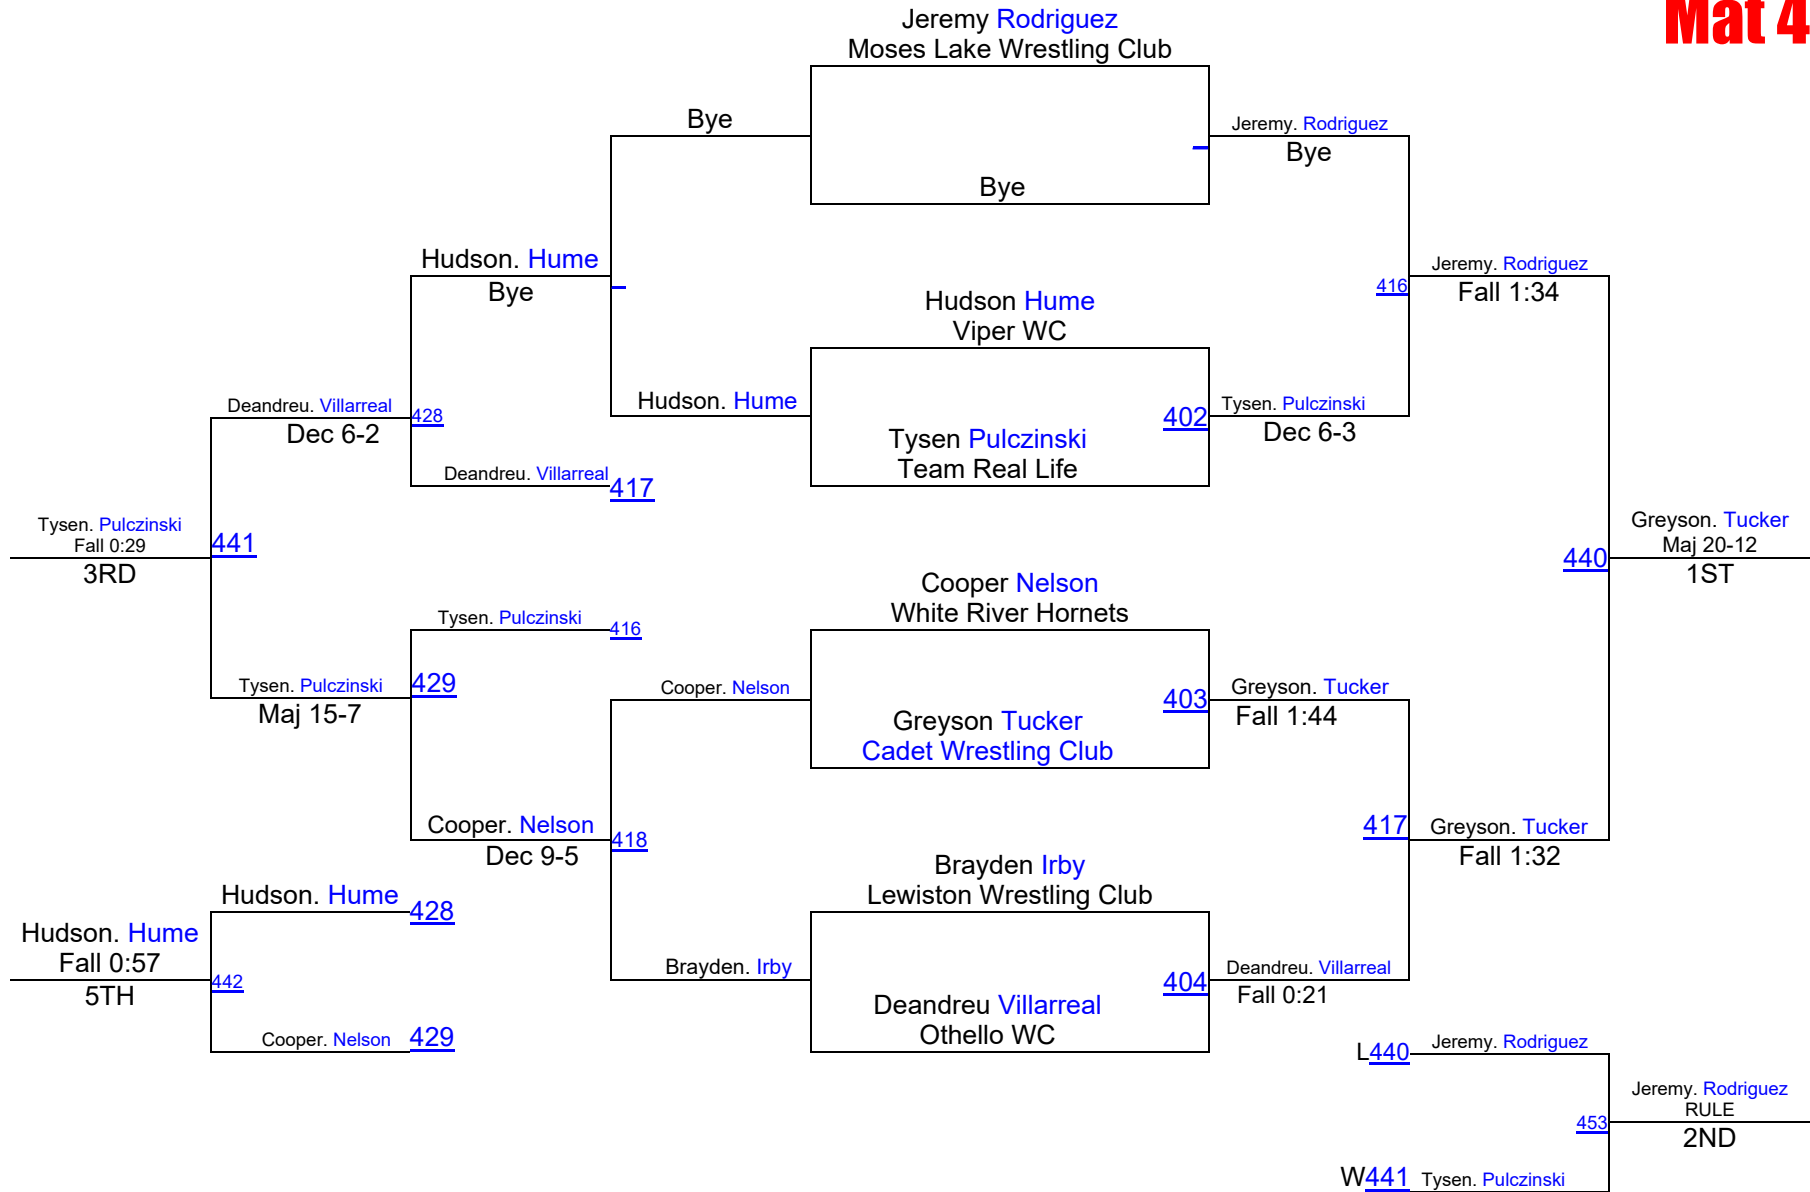 Mat 4
Jeremy Rodriguez
Moses Lake Wrestling Club
Bye
Jeremy. Rodriguez
Bye
Bye
Hudson. Hume
Bye
Jeremy. Rodriguez
416
Fall 1:34
Hudson Hume
Viper WC
Deandreu. Villarreal
428
Dec 6-2
Hudson. Hume
402
Tysen. Pulczinski
Dec 6-3
Tysen Pulczinski
Team Real Life
Deandreu. Villarreal
417
Tysen. Pulczinski
Fall 0:29
441
3RD
Greyson. Tucker
Maj 20-12
440
1ST
Cooper Nelson
White River Hornets
Tysen. Pulczinski
416
Tysen. Pulczinski
429
Maj 15-7
Cooper. Nelson
403
Greyson. Tucker
Fall 1:44
Greyson Tucker
Cadet Wrestling Club
Cooper. Nelson
418
Dec 9-5
417
Greyson. Tucker
Fall 1:32
Brayden Irby
Lewiston Wrestling Club
Hudson. Hume
428
Hudson. Hume
Fall 0:57
442
5TH
Brayden. Irby
404
Deandreu. Villarreal
Fall 0:21
Deandreu Villarreal
Othello WC
Cooper. Nelson
429
L440
Jeremy. Rodriguez
Jeremy. Rodriguez
RULE
453
2ND
W441
Tysen. Pulczinski